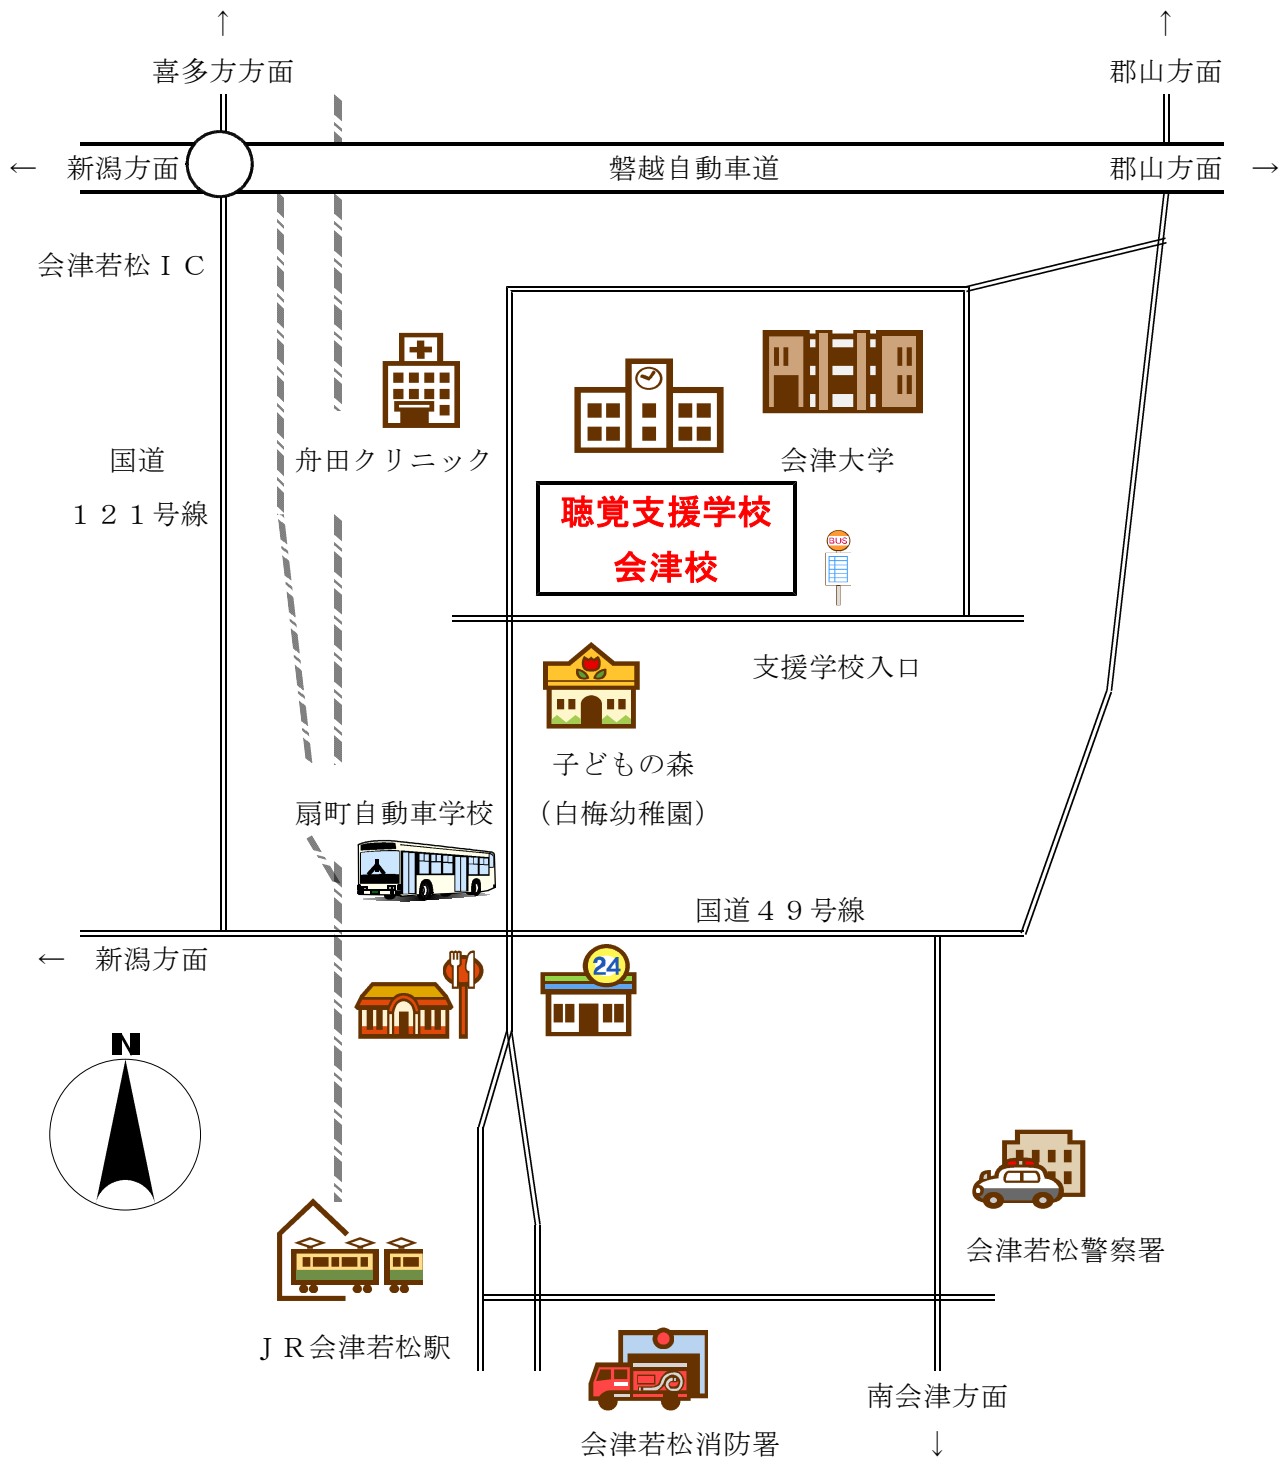 ↑
↑
喜多方方面
郡山方面
← 新潟方面
磐越自動車道
郡山方面 →
会津若松ＩＣ
国道
１２１号線
舟田クリニック
会津大学
聴覚支援学校
会津校
BUS
支援学校入口
子どもの森
（白梅幼稚園）
扇町自動車学校
国道４９号線
← 新潟方面
24
N
会津若松警察署
ＪＲ会津若松駅
南会津方面
↓
会津若松消防署